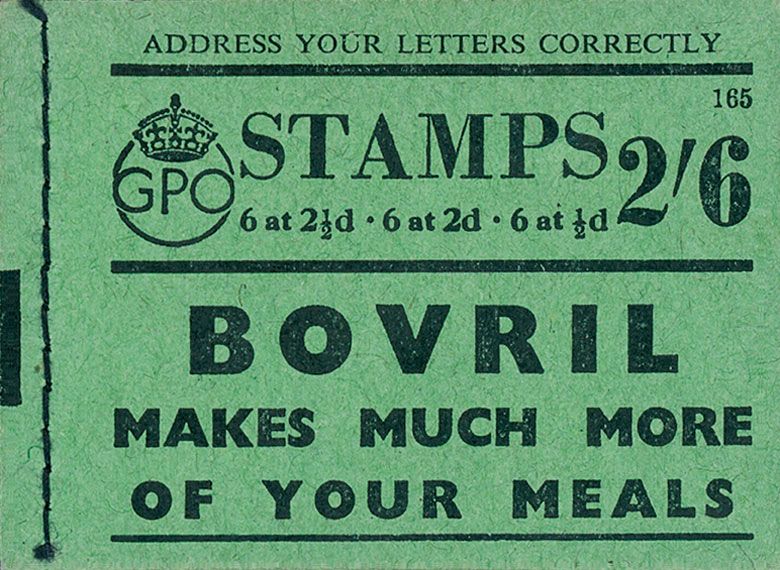 ADDRESS YOUR LETTERS CORRECTLY
165
GPO
STAMPS 2/6
6 at 2½d · 6 at 2d · 6 at ½d
BOVRIL
MAKES MUCH MORE
OF YOUR MEALS